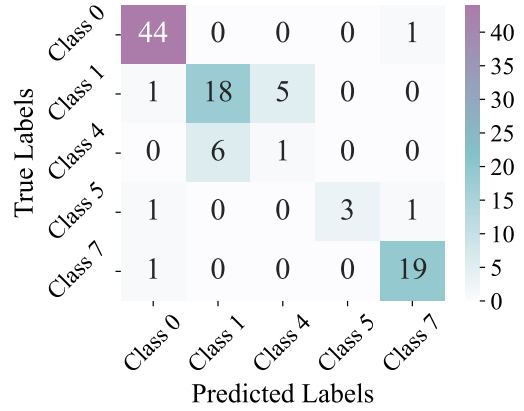 Class 0 44 0 0 0 1
Class 1 1 18 5 0 0
Class 4 0 6 1 0 0
Class 5 1 0 0 3 1
Class 7 1 0 0 0 19
Class 0 Class 1 Class 4 Class 5 Class 7
Predicted Labels
True Labels
40
35
30
25
20
15
10
5
0